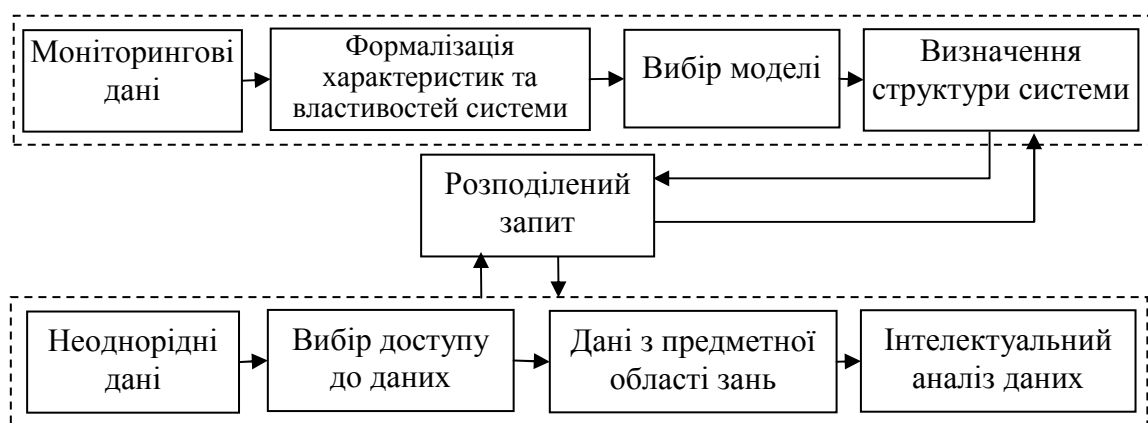 Моніторингові
дані
Формалізація
характеристик та
властивостей системи
Вибір моделі
Визначення
структури системи
Розподілений
запит
Неоднорідні
дані
Вибір доступу
до даних
Дані з предметної
області зань
Інтелектуальний
аналіз даних